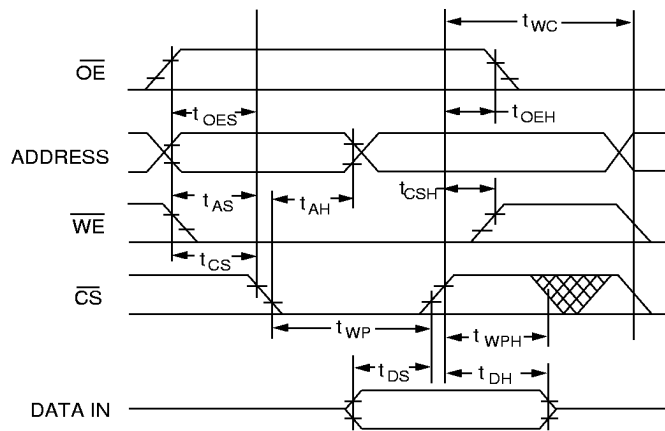 tWC
OE
tOES
tOEH
ADDRESS
tAS
tAH
tCSH
WE
tCS
CS
tWP
tWPH
tDS
tDH
DATA IN